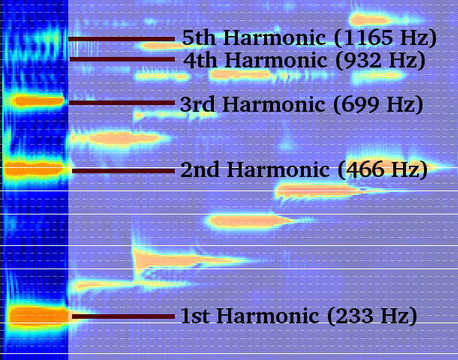 5th Harmonic (1165 Hz)
4th Harmonic (932 Hz)
3rd Harmonic (699 Hz)
2nd Harmonic (466 Hz)
1st Harmonic (233 Hz)